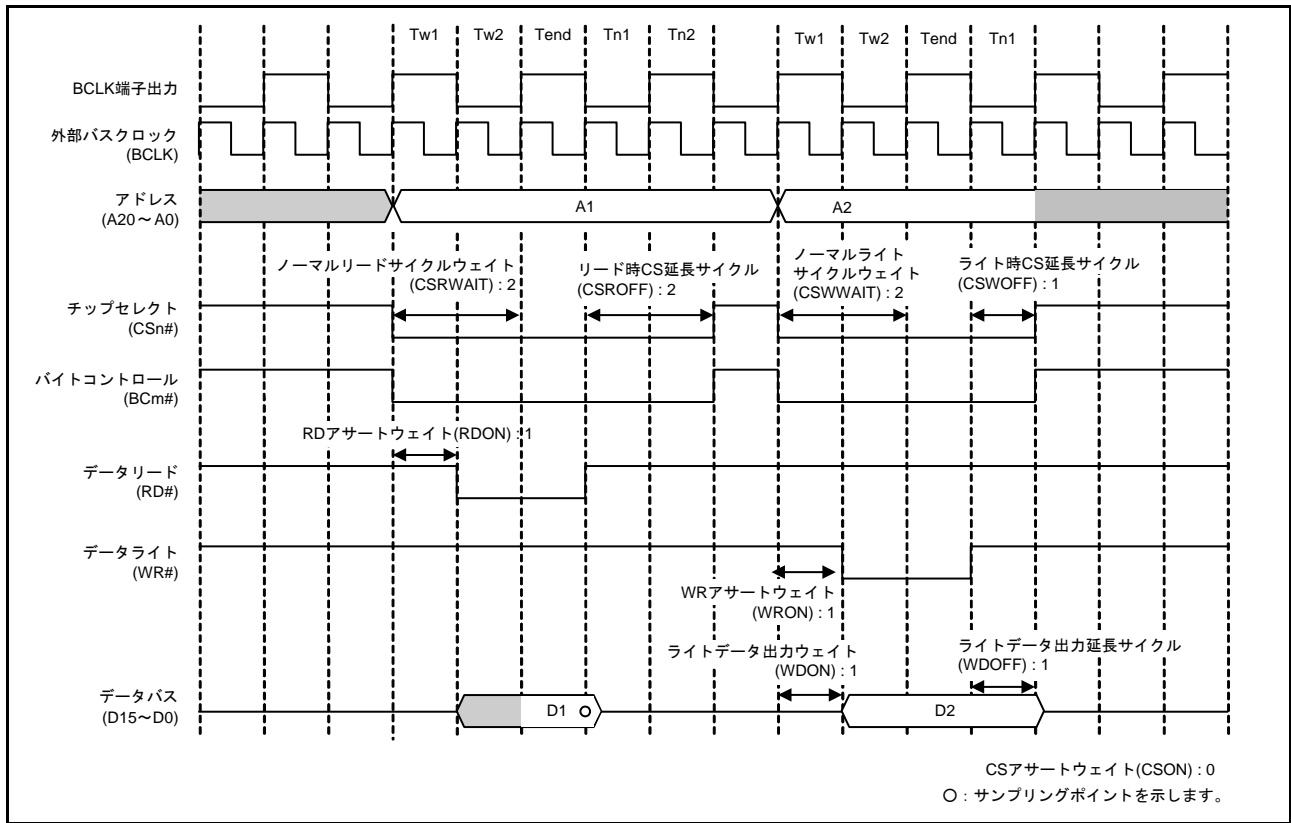 Tw1 Tw2 Tend Tn1 Tn2 Tw1 Tw2 Tend Tn1
BCLK端子出力
外部バスクロック
(BCLK)
アドレス
(A20～A0)
A1
A2
ノーマルリードサイクルウェイト
(CSRWAIT) : 2
リード時CS延長サイクル
(CSROFF) : 2
ノーマルライト
サイクルウェイト
(CSWWAIT) : 2
ライト時CS延長サイクル
(CSWOFF) : 1
チップセレクト
(CSn#)
バイトコントロール
(BCm#)
RDアサートウェイト(RDON) : 1
データリード
(RD#)
データライト
(WR#)
WRアサートウェイト
(WRON) : 1
ライトデータ出力ウェイト
(WDON) : 1
ライトデータ出力延長サイクル
(WDOFF) : 1
データバス
(D15～D0)
D1
D2
CSアサートウェイト(CSON) : 0
○ : サンプリングポイントを示します。